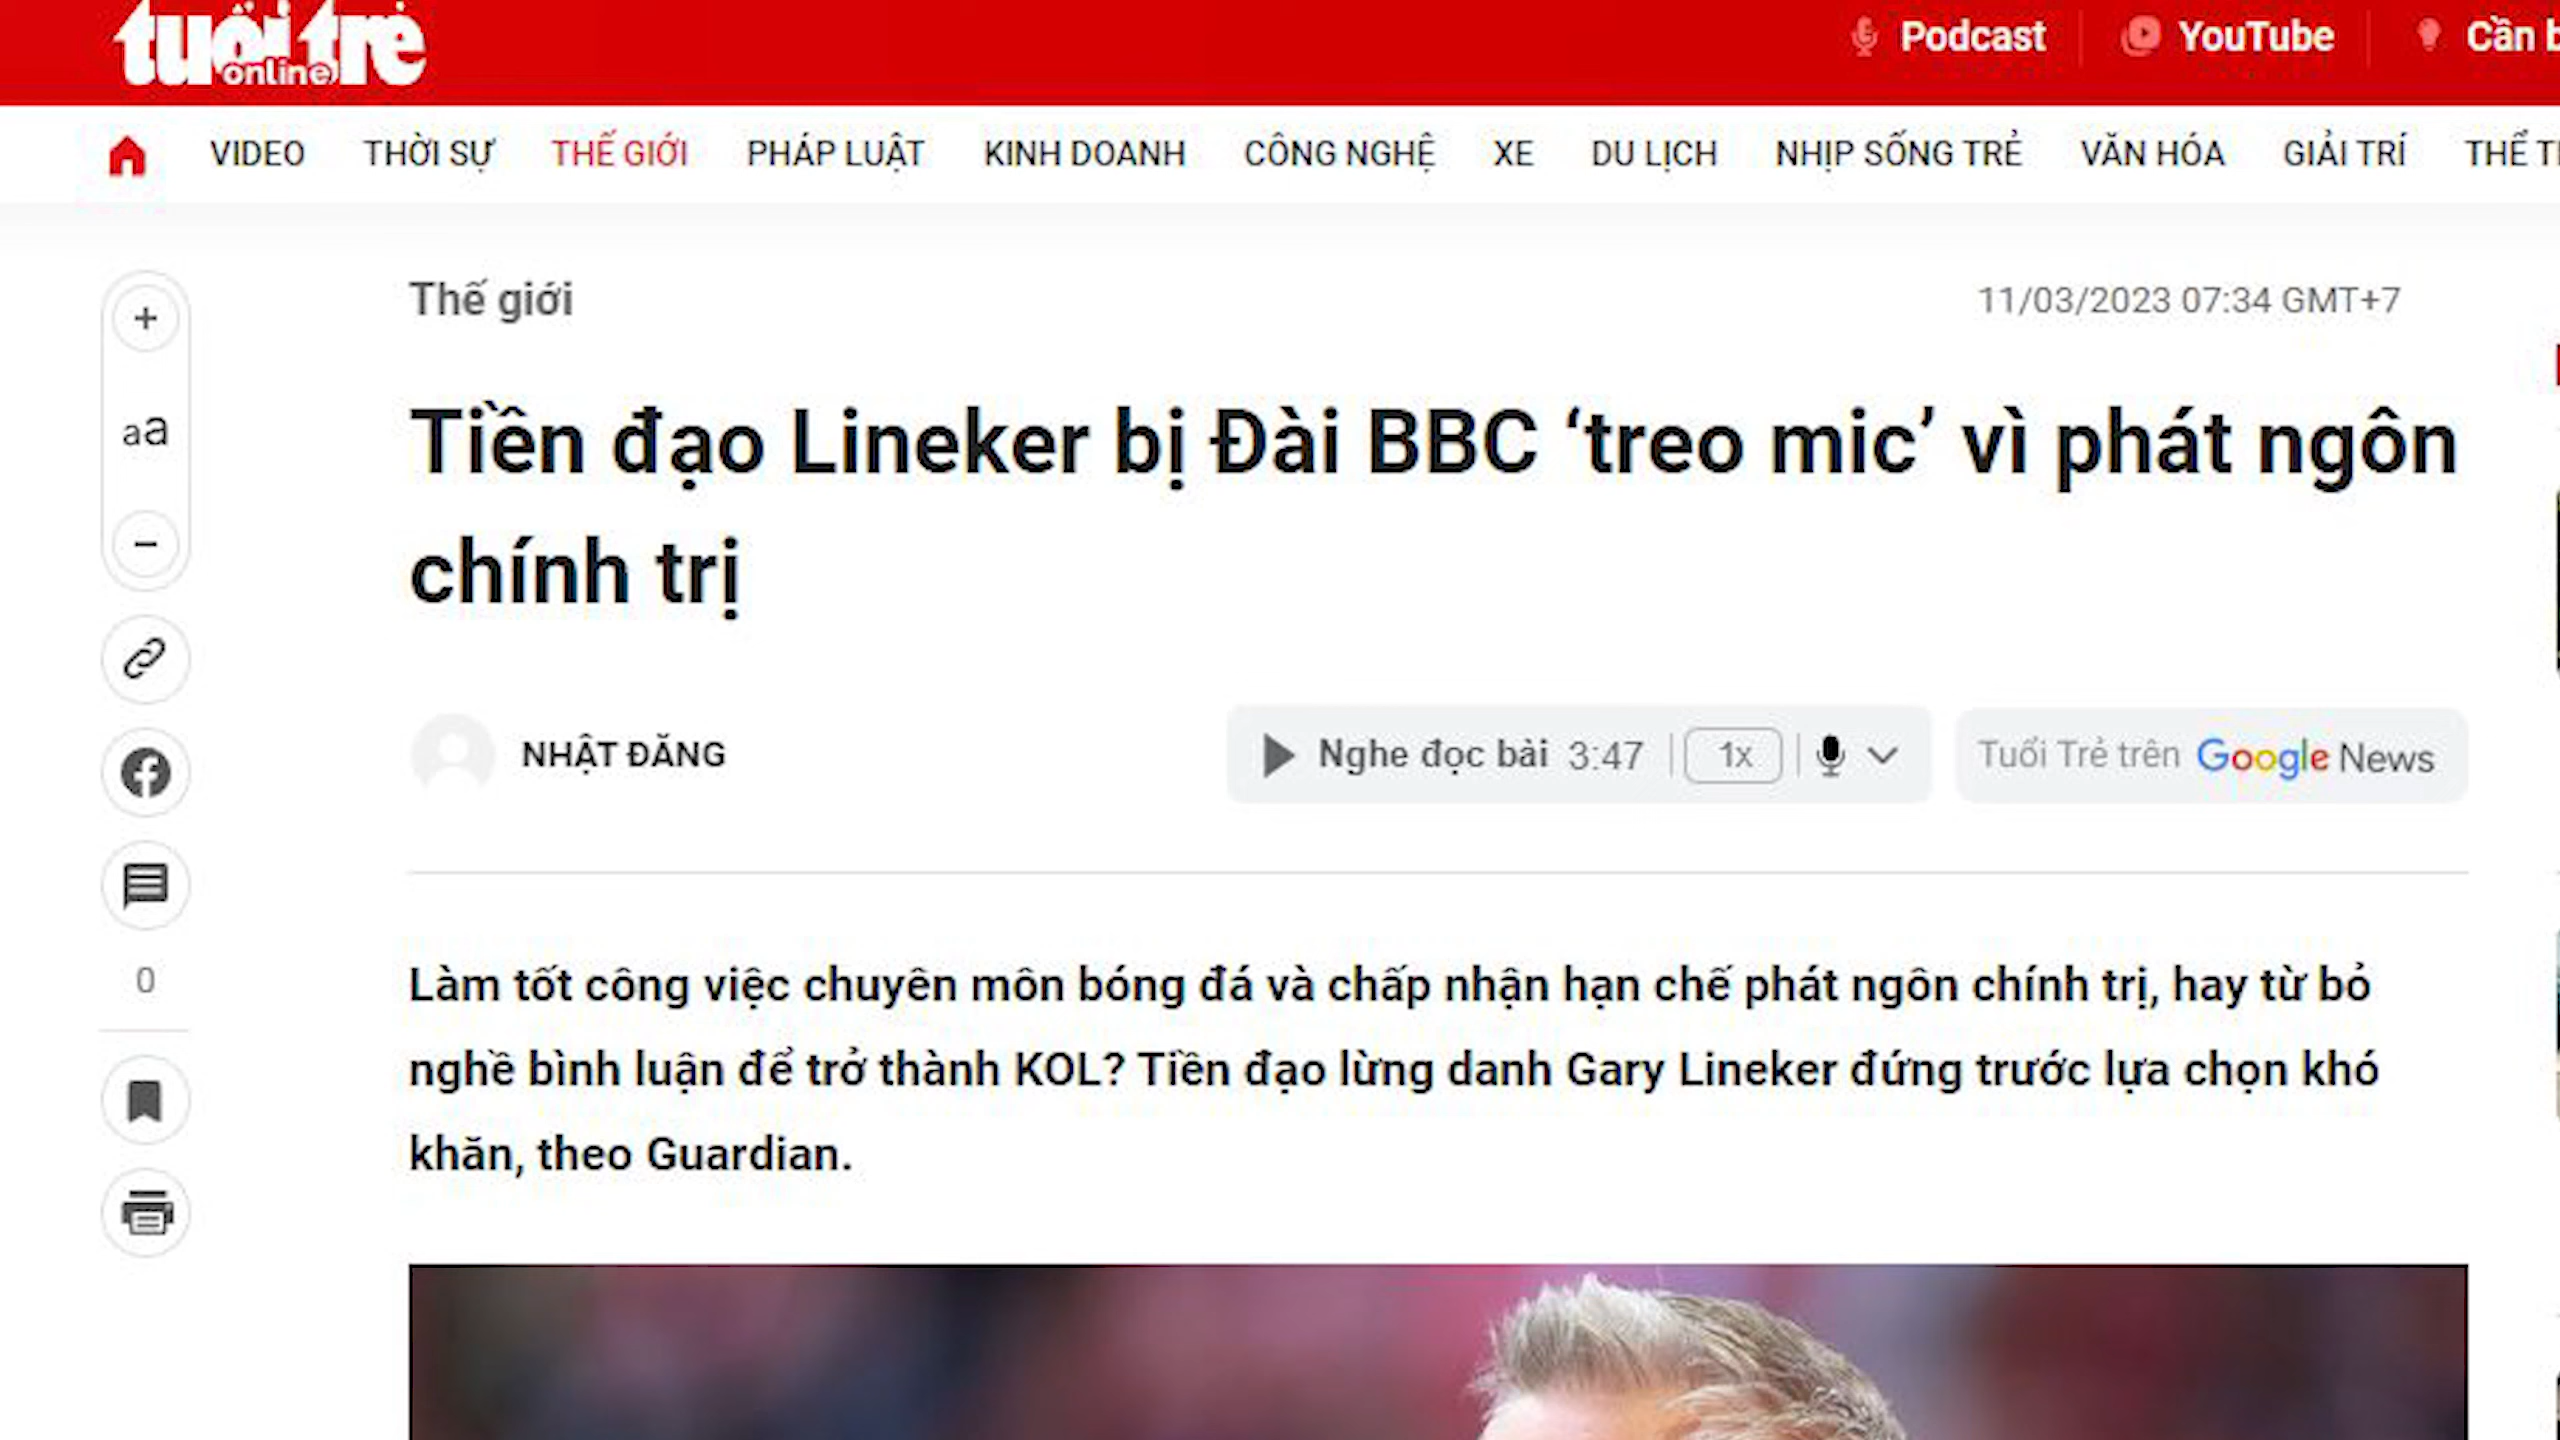 tuổi trẻ
online
Podcast
YouTube
Cần b
VIDEO THỜI SỰ THẾ GIỚI PHÁP LUẬT KINH DOANH CÔNG NGHỆ XE DU LỊCH NHỊP SỐNG TRẺ VĂN HÓA GIẢI TRÍ THỂ T
Thế giới
11/03/2023 07:34 GMT+7
+
aa
−
Tiền đạo Lineker bị Đài BBC ‘treo mic’ vì phát ngôn
chính trị
NHẬT ĐĂNG
Nghe đọc bài 3:47 1x
Tuổi Trẻ trên Google News
0
Làm tốt công việc chuyên môn bóng đá và chấp nhận hạn chế phát ngôn chính trị, hay từ bỏ
nghề bình luận để trở thành KOL? Tiền đạo lừng danh Gary Lineker đứng trước lựa chọn khó
khăn, theo Guardian.